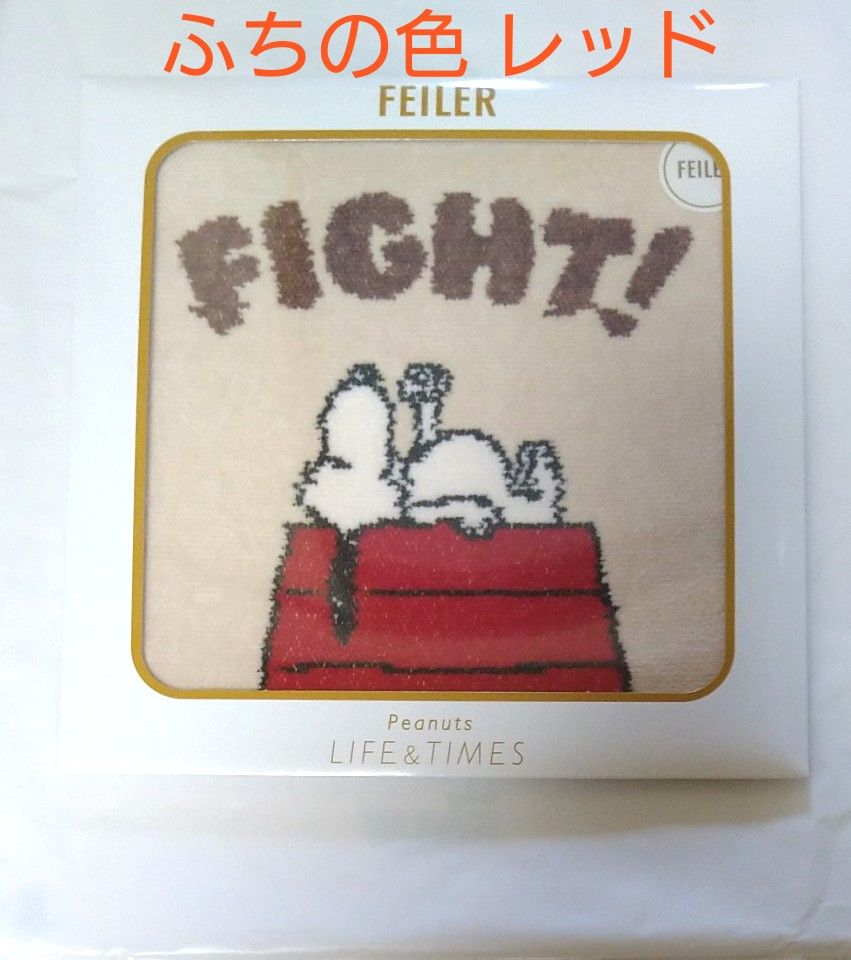 ふちの色 レッド
FEILER
FEILE
FIGHT!
Peanuts
LIFE&TIMES